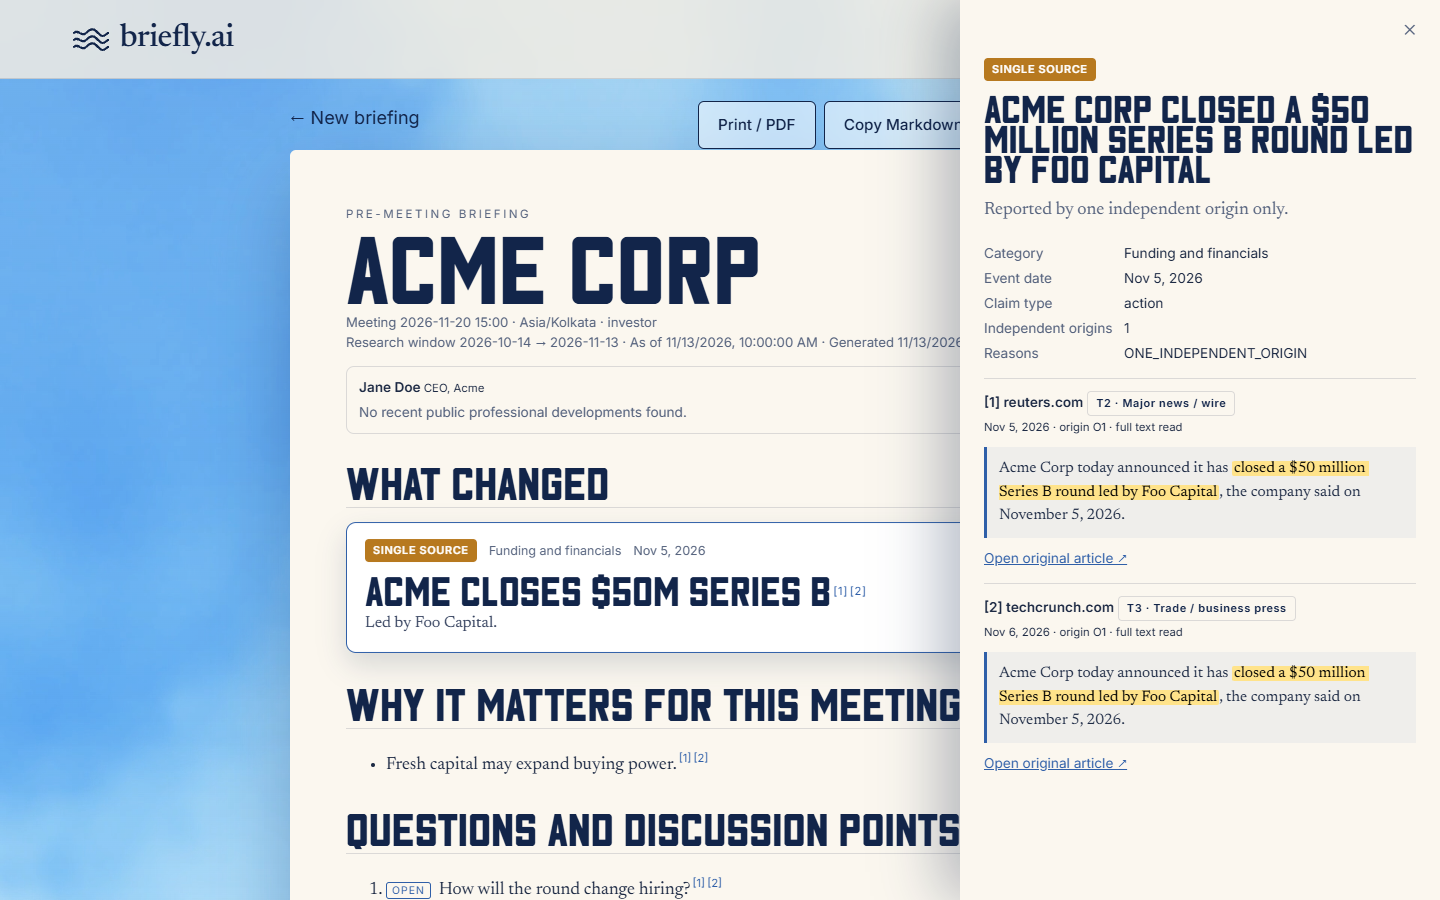 briefly.ai
← New briefing
Print / PDF
Copy Markdown
PRE-MEETING BRIEFING
ACME CORP
Meeting 2026-11-20 15:00 · Asia/Kolkata · investor
Research window 2026-10-14 → 2026-11-13 · As of 11/13/2026, 10:00:00 AM · Generated 11/13/2026
Jane Doe CEO, Acme
No recent public professional developments found.
WHAT CHANGED
SINGLE SOURCE Funding and financials Nov 5, 2026
ACME CLOSES $50M SERIES B [1] [2]
Led by Foo Capital.
WHY IT MATTERS FOR THIS MEETING
• Fresh capital may expand buying power. [1] [2]
QUESTIONS AND DISCUSSION POINTS
1. OPEN How will the round change hiring? [1] [2]
×
SINGLE SOURCE
ACME CORP CLOSED A $50
MILLION SERIES B ROUND LED
BY FOO CAPITAL
Reported by one independent origin only.
Category Funding and financials
Event date Nov 5, 2026
Claim type action
Independent origins 1
Reasons ONE_INDEPENDENT_ORIGIN
[1] reuters.com T2 · Major news / wire
Nov 5, 2026 · origin O1 · full text read
Acme Corp today announced it has closed a $50 million
Series B round led by Foo Capital, the company said on
November 5, 2026.
Open original article ↗
[2] techcrunch.com T3 · Trade / business press
Nov 6, 2026 · origin O1 · full text read
Acme Corp today announced it has closed a $50 million
Series B round led by Foo Capital, the company said on
November 5, 2026.
Open original article ↗